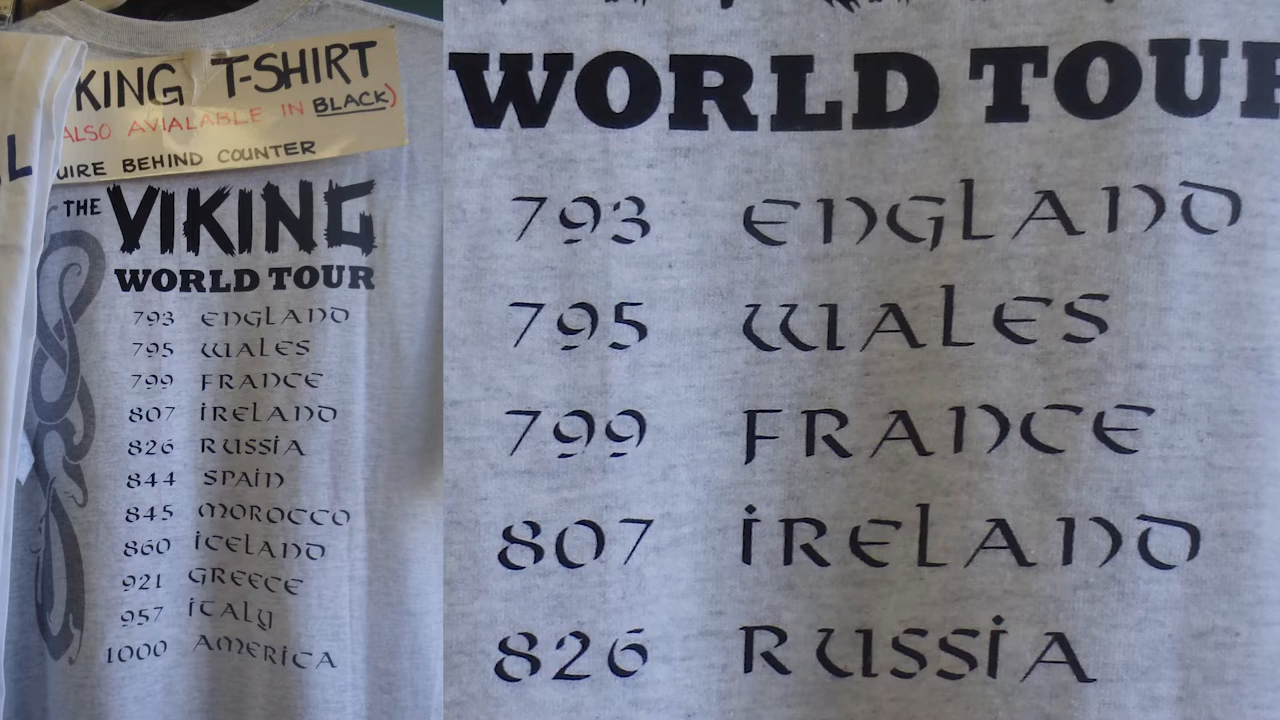 KING T-SHIRT
ALSO AVIALABLE IN BLACK)
UIRE BEHIND COUNTER
L
THE VIKING
WORLD TOUR
793 ENGLAND
795 WALES
799 FRANCE
807 IRELAND
826 RUSSIA
844 SPAIN
845 MOROCCO
860 ICELAND
921 GREECE
957 ITALY
1000 AMERICA
WORLD TOUR
793 ENGLAND
795 WALES
799 FRANCE
807 IRELAND
826 RUSSIA